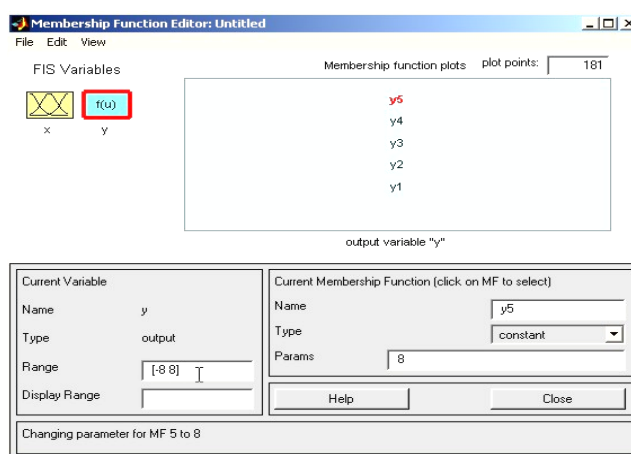 Membership Function Editor: Untitled
File Edit View
FIS Variables
Membership function plots plot points: 181
f(u)
x y
y5
y4
y3
y2
y1
output variable "y"
Current Variable
Name y
Type output
Range [-8 8]
Display Range
Current Membership Function (click on MF to select)
Name y5
Type constant
Params 8
Help Close
Changing parameter for MF 5 to 8